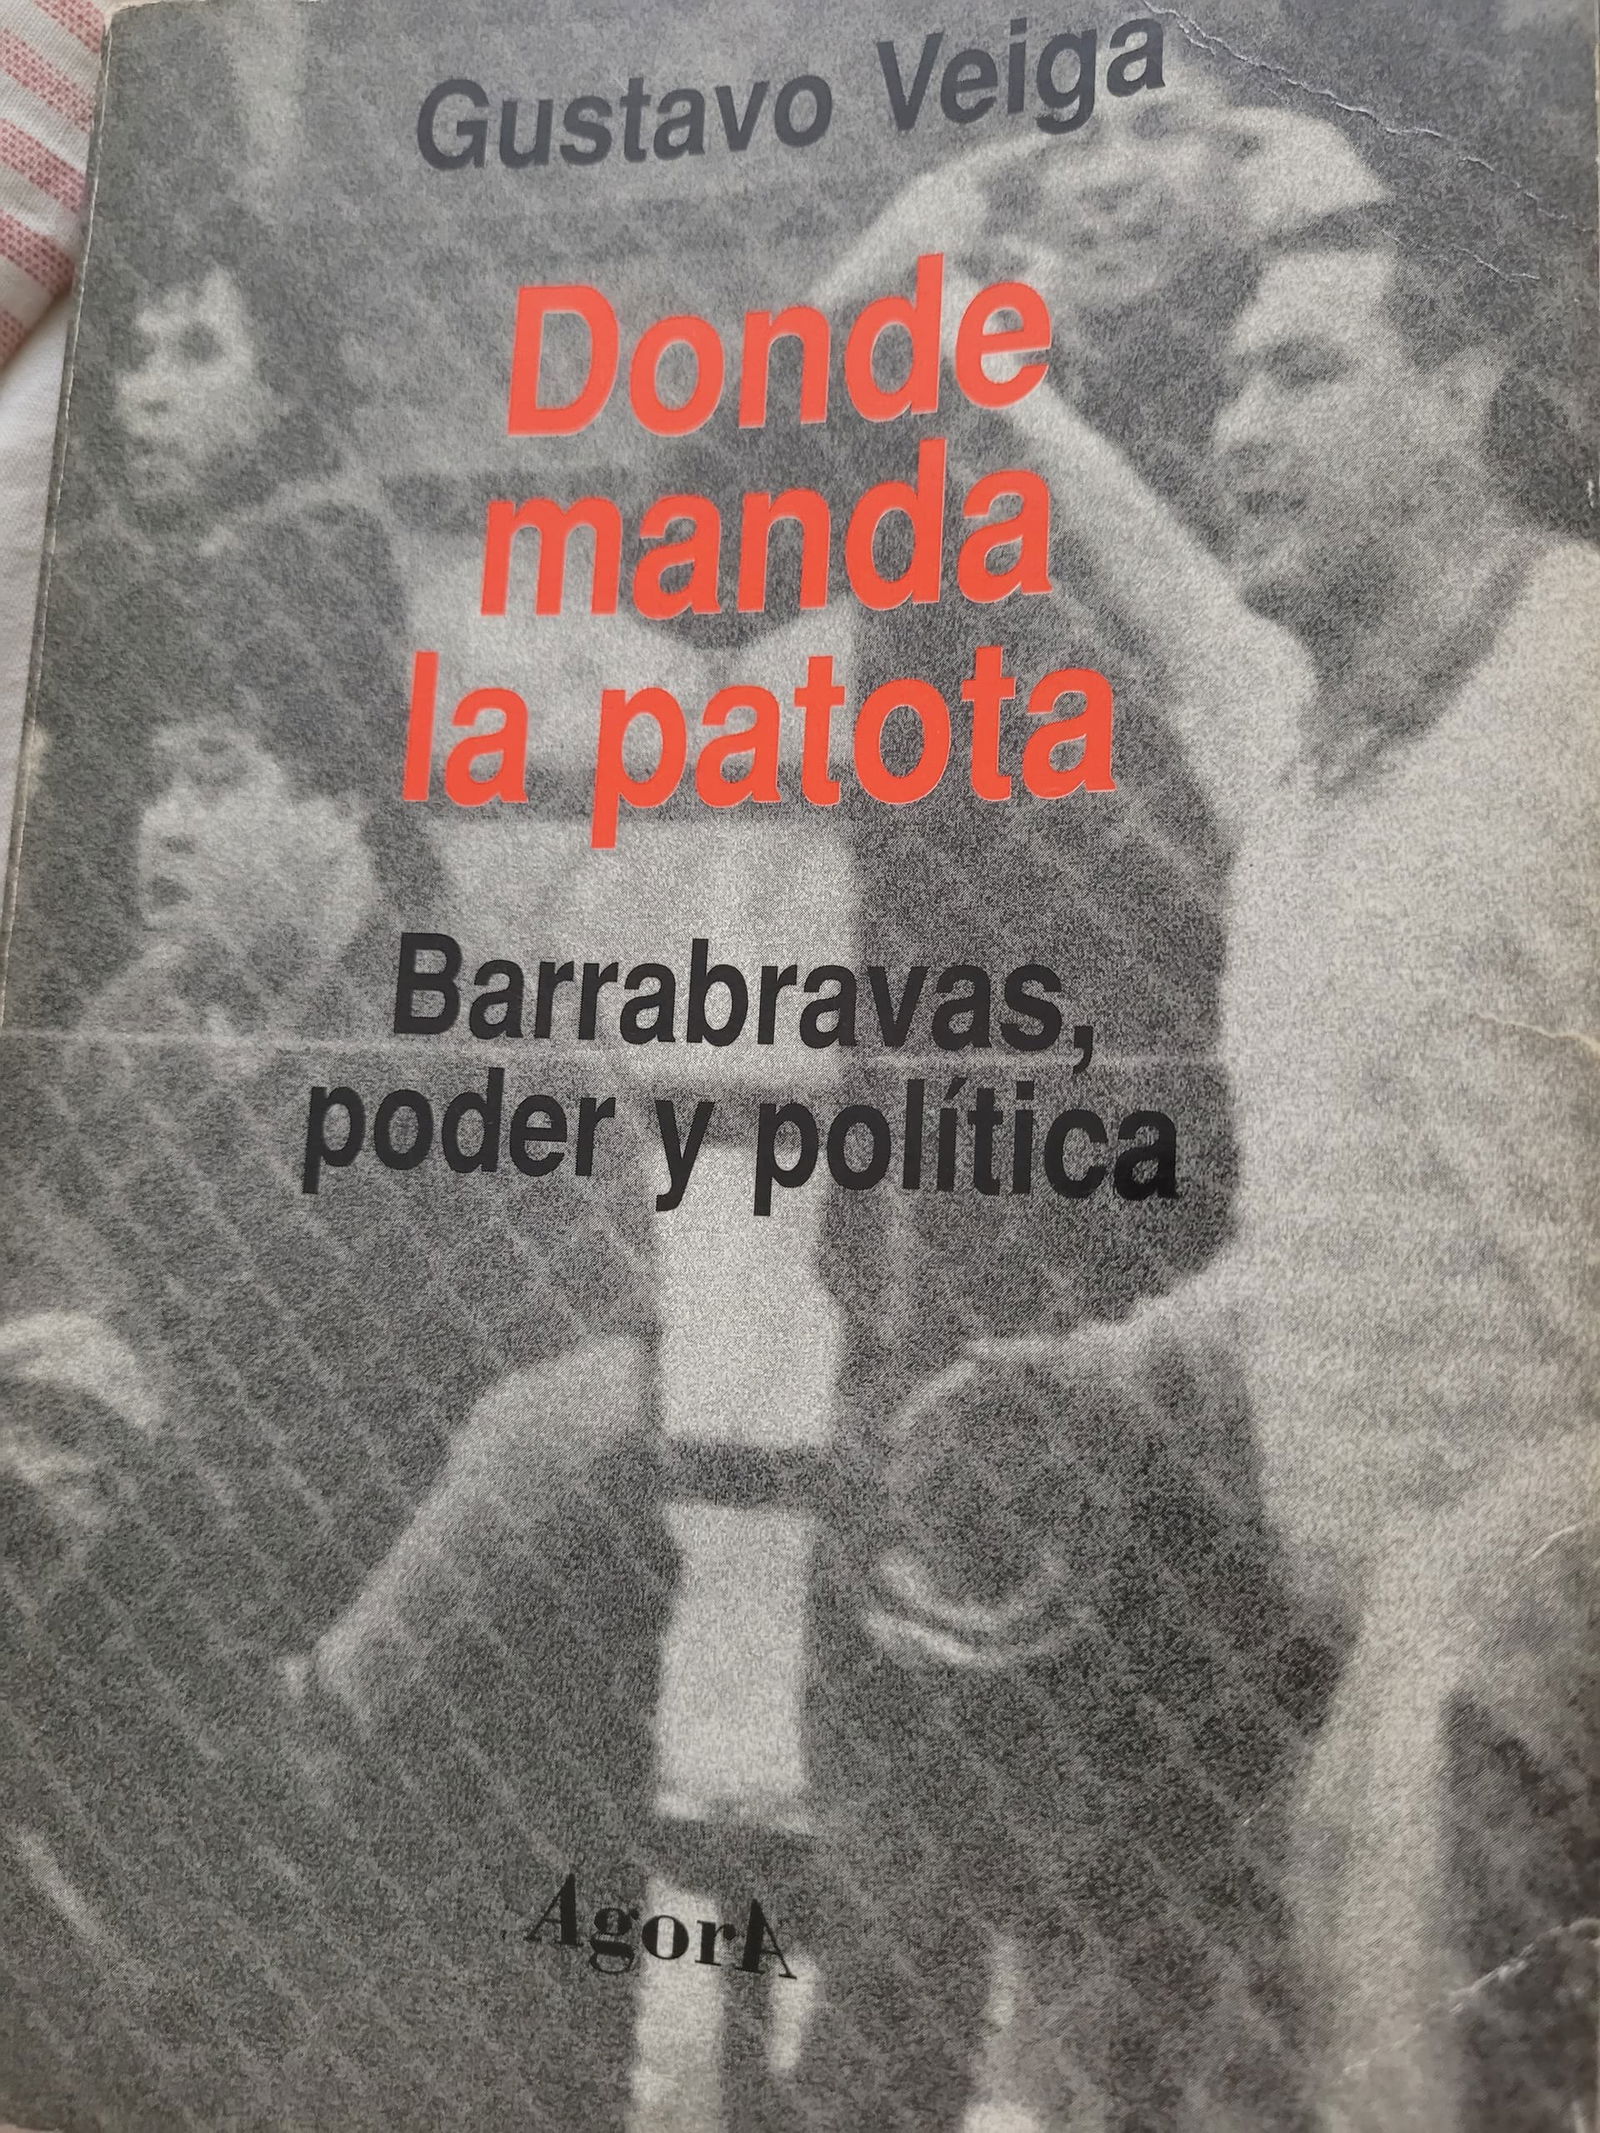 Gustavo Veiga
Donde
manda
la patota
Barrabravas,
poder y política
AgorA